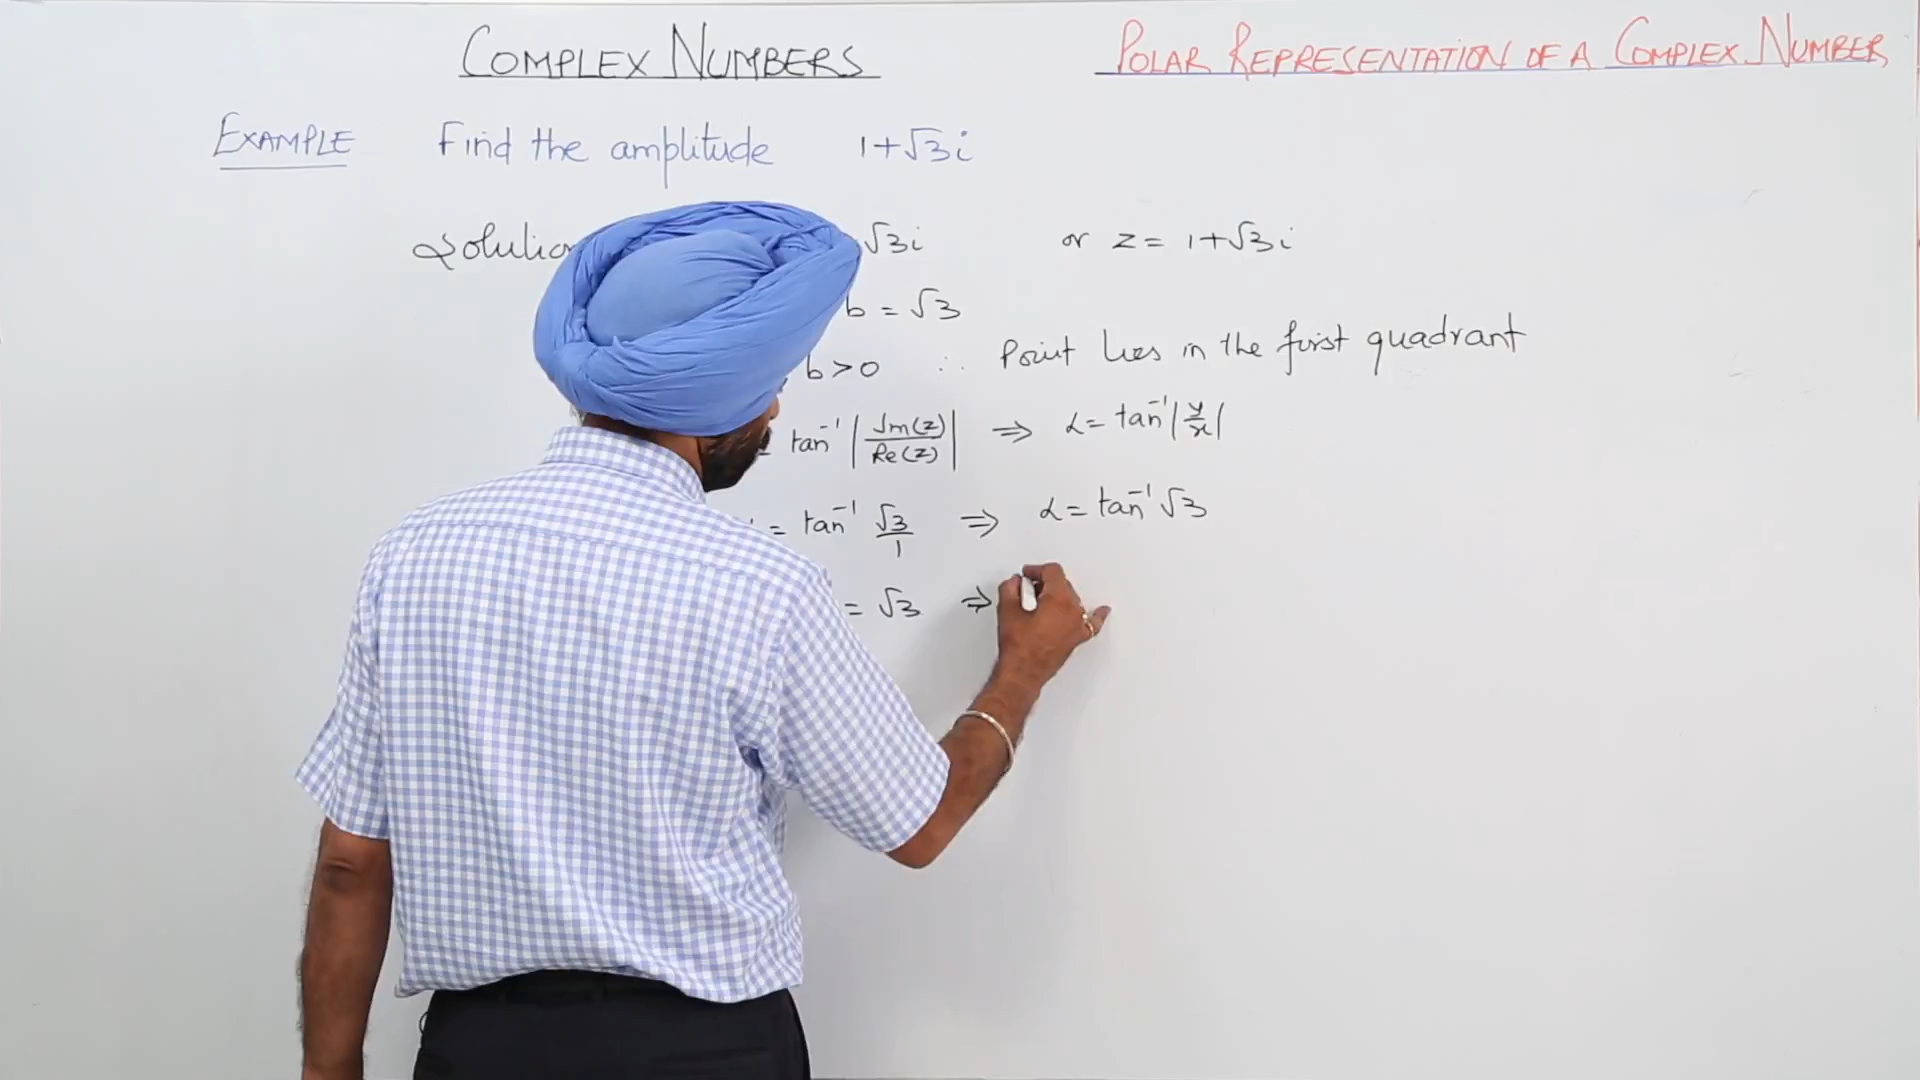 COMPLEX NUMBERS
POLAR REPRESENTATION OF A COMPLEX NUMBER
EXAMPLE Find the amplitude 1+√3i
Solution √3i or z = 1+√3i
b = √3
b>0 ∴ Point lies in the first quadrant
= tan⁻¹ |Im(z)/Re(z)| ⇒ α = tan⁻¹|y/x|
= tan⁻¹ √3/1 ⇒ α = tan⁻¹ √3
= √3 ⇒